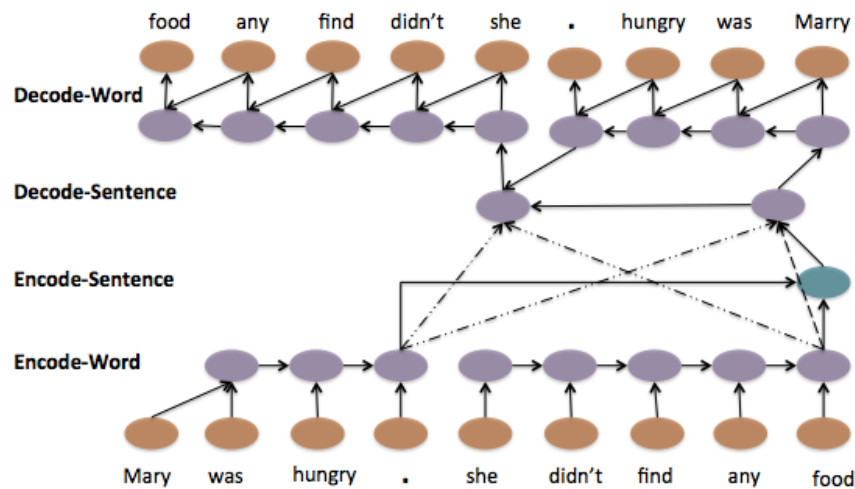 food any find didn't she . hungry was Marry
Decode-Word
Decode-Sentence
Encode-Sentence
Encode-Word
Mary was hungry . she didn't find any food